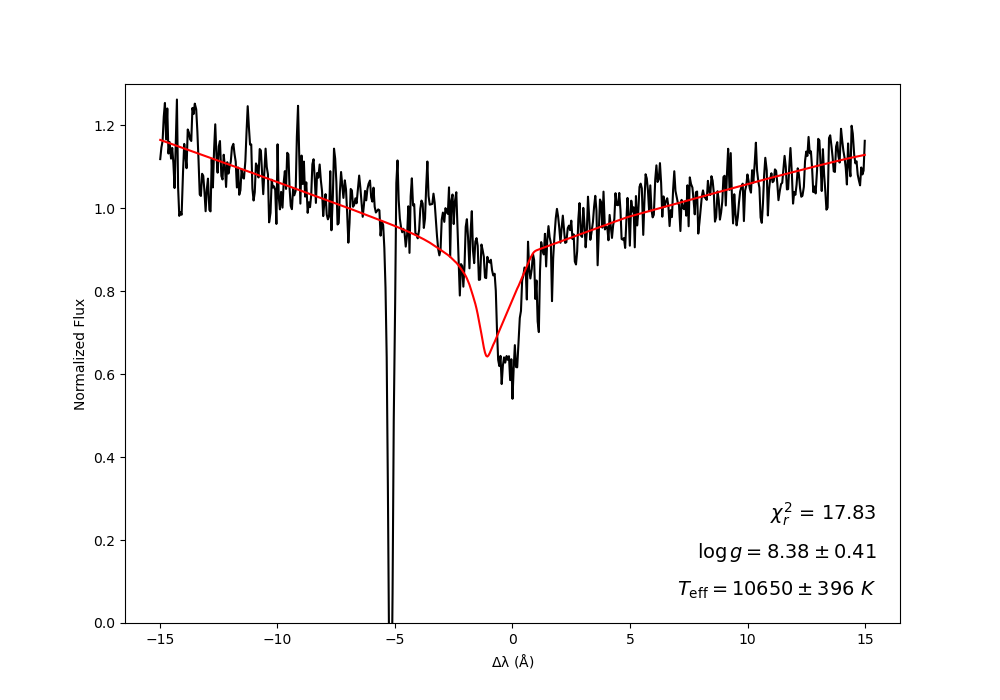 1.2
1.0
0.8
0.6
0.4
0.2
0.0
Normalized Flux
χ²ᵣ = 17.83
log g = 8.38 ± 0.41
T_eff = 10650 ± 396 K
−15 −10 −5 0 5 10 15
Δλ (Å)